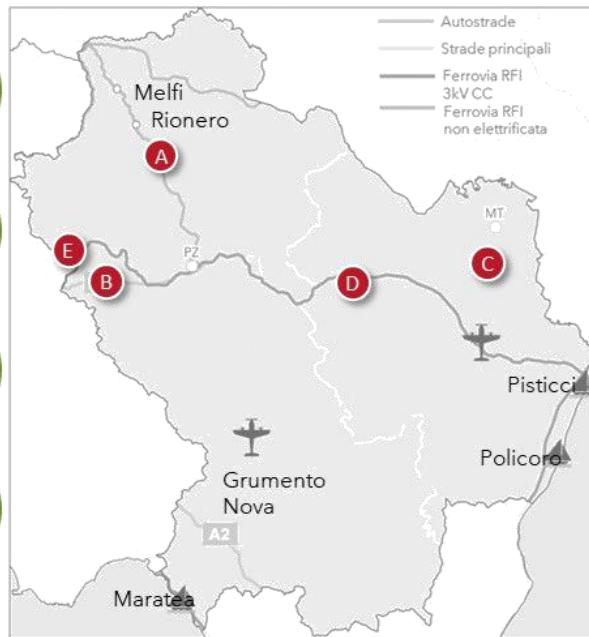 Autostrade
Strade principali
Ferrovia RFI
3kV CC
Ferrovia RFI
non elettrificata
Melfi
Rionero
A
MT
E
PZ
C
B
D
Pisticci
Policoro
Grumento
Nova
A2
Maratea